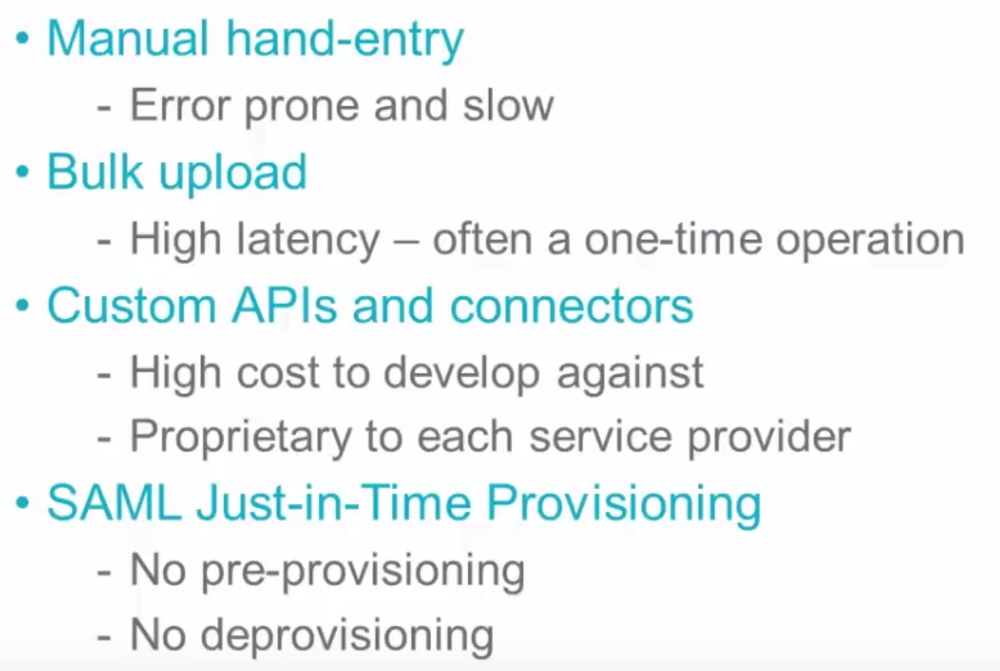 • Manual hand-entry
- Error prone and slow
• Bulk upload
- High latency – often a one-time operation
• Custom APIs and connectors
- High cost to develop against
- Proprietary to each service provider
• SAML Just-in-Time Provisioning
- No pre-provisioning
- No deprovisioning